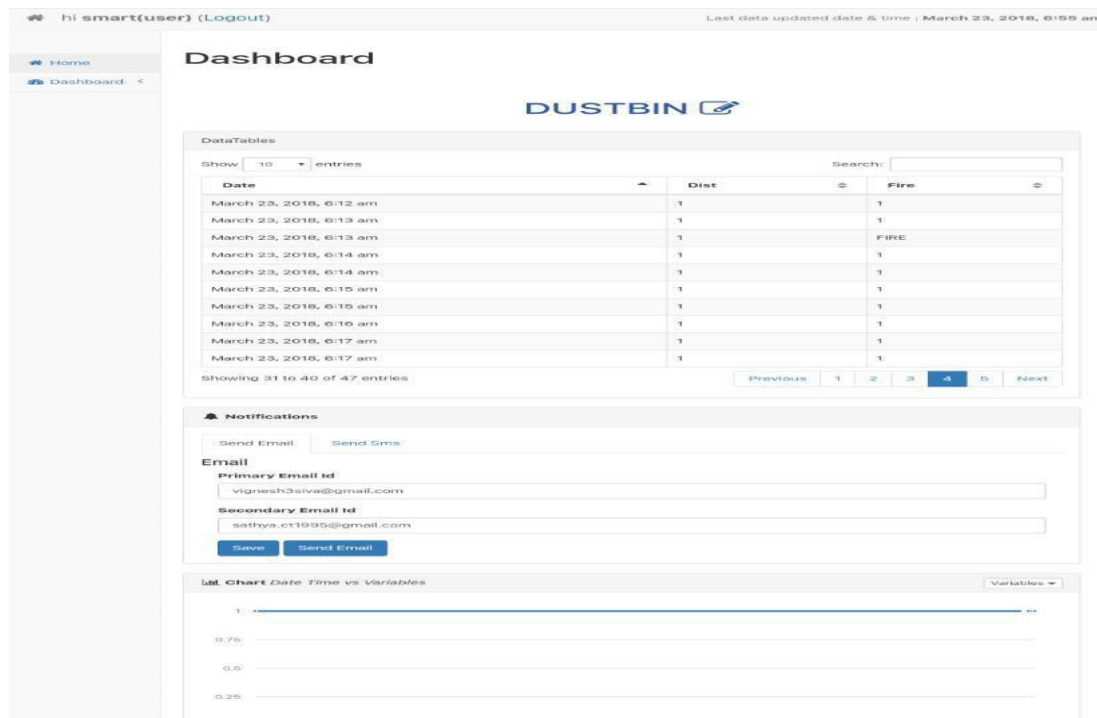 hi smart(user) (Logout)
Last data updated date & time : March 23, 2018, 6:55 am
Home
Dashboard
Dashboard
DUSTBIN
DataTables
Show 10 entries
Search:
Date Dist Fire
March 23, 2018, 6:12 am 1 1
March 23, 2018, 6:13 am 1 1
March 23, 2018, 6:13 am 1 FIRE
March 23, 2018, 6:14 am 1 1
March 23, 2018, 6:14 am 1 1
March 23, 2018, 6:15 am 1 1
March 23, 2018, 6:15 am 1 1
March 23, 2018, 6:16 am 1 1
March 23, 2018, 6:17 am 1 1
March 23, 2018, 6:17 am 1 1
Showing 31 to 40 of 47 entries
Previous 1 2 3 4 5 Next
Notifications
Send Email Send Sms
Email
Primary Email Id
vignesh3siva@gmail.com
Secondary Email Id
sathya.ct1995@gmail.com
Save Send Email
Chart Date Time vs Variables
Variables
1
0.75
0.5
0.25